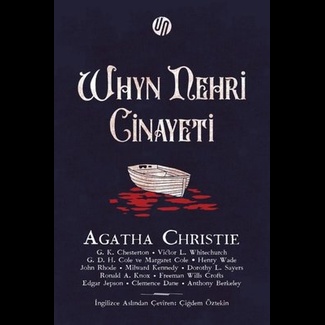 Whyn Nehri
Cinayeti
Agatha Christie
G. K. Chesterton • Victor L. Whitechurch
G. D. H. Cole ve Margaret Cole • Henry Wade
John Rhode • Milward Kennedy • Dorothy L. Sayers
Ronald A. Knox • Freeman Wills Crofts
Edgar Jepson • Clemence Dane • Anthony Berkeley
İngilizce Aslından Çeviren: Çiğdem Öztekin